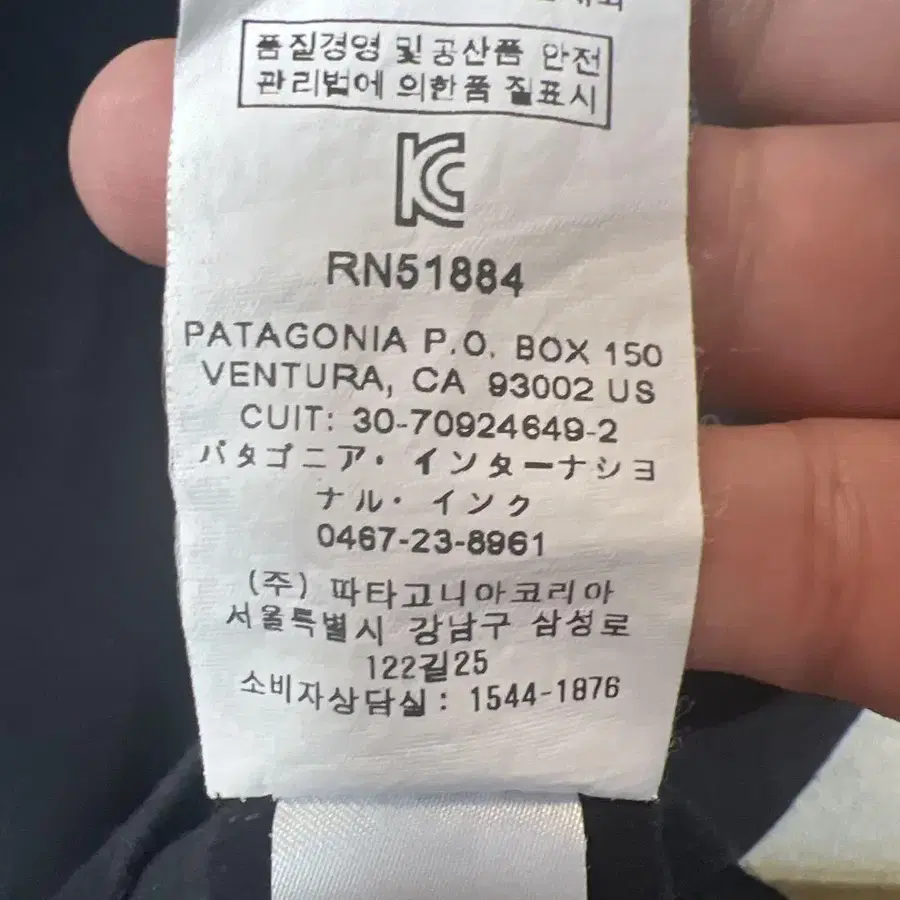 품질경영 및 공산품 안전
관리법에 의한 품 질표시
KC
RN51884
PATAGONIA P.O. BOX 150
VENTURA, CA 93002 US
CUIT: 30-70924649-2
パタゴニア・インターナショ
ナル・インク
0467-23-8961
(주) 따타고니아코리아
서울특별시 강남구 삼성로
122길25
소비자상담실: 1544-1876